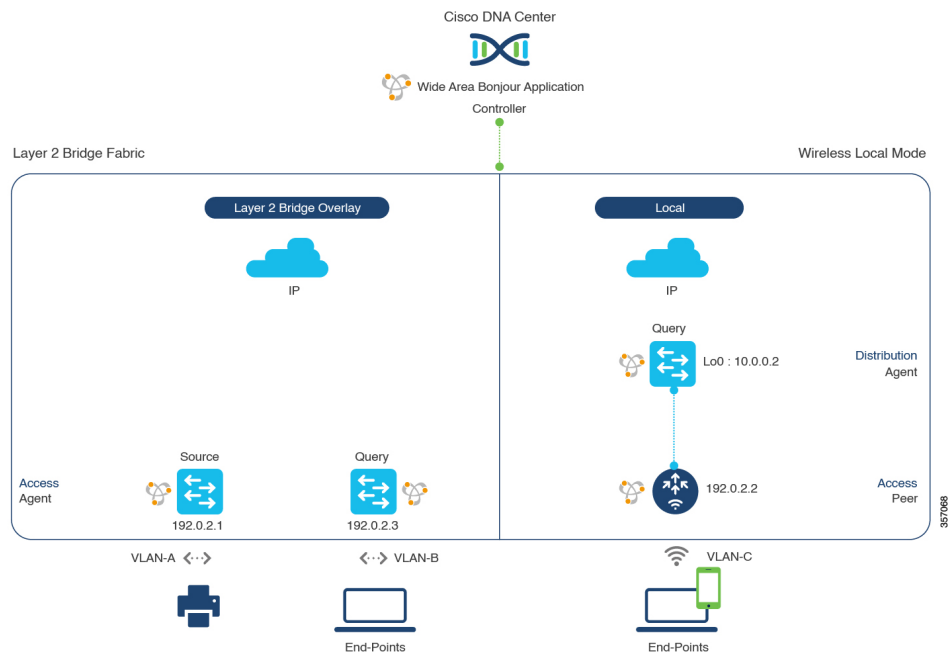 Cisco DNA Center
Wide Area Bonjour Application
Controller
Layer 2 Bridge Fabric
Wireless Local Mode
Layer 2 Bridge Overlay
Local
IP
IP
Query
Lo0 : 10.0.0.2
Distribution
Agent
Source
Query
Access
Agent
192.0.2.1
192.0.2.3
192.0.2.2
Access
Peer
357068
VLAN-A
VLAN-B
VLAN-C
End-Points
End-Points